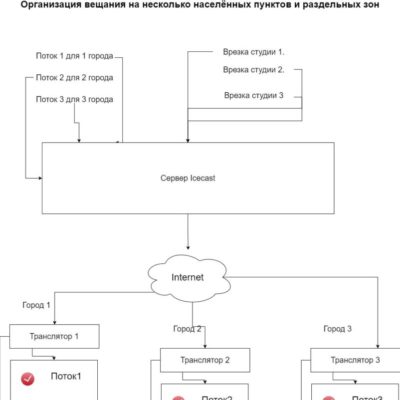 Организация вещания на несколько населённых пунктов и раздельных зон
Поток 1 для 1 города
Врезка студии 1.
Поток 2 для 2 города
Врезка студии 2.
Поток 3 для 3 города
Врезка студии 3
Сервер Icecast
Internet
Город 1
Город 2
Город 3
Транслятор 1
Транслятор 2
Транслятор 3
Поток1
Поток2
Поток3